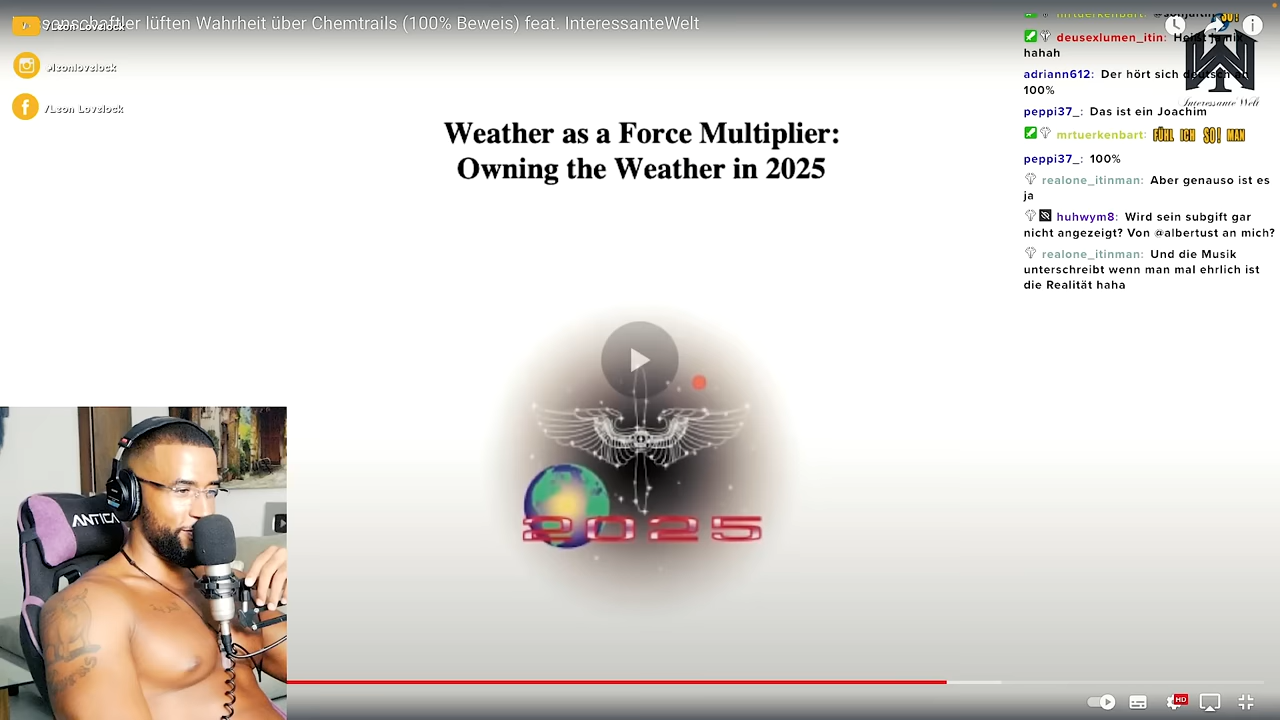 lüften Wahrheit über Chemtrails (100% Beweis) feat. InteressanteWelt
/Leon Lovelock
/Leon Lovelock
Weather as a Force Multiplier:
Owning the Weather in 2025
2025
ANTICA
deusexlumen_itin:
hahah
adriann612: Der hört sich deutsch an
100%
peppi37_: Das ist ein Joachim
mrtuerkenbart: FÜHL ICH SO! MAN
peppi37_: 100%
realone_itinman: Aber genauso ist es
ja
huhwym8: Wird sein subgift gar
nicht angezeigt? Von @albertust an mich?
realone_itinman: Und die Musik
unterschreibt wenn man mal ehrlich ist
die Realität haha
Interessante Welt
HD